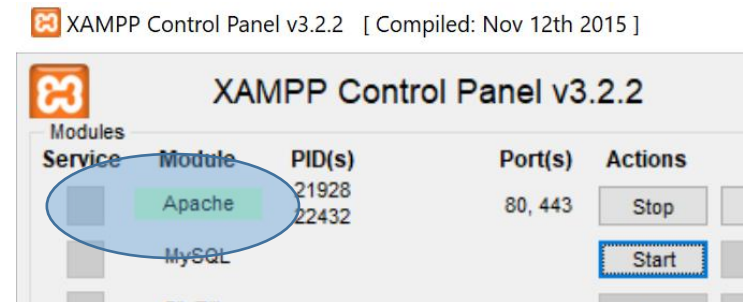 XAMPP Control Panel v3.2.2 [ Compiled: Nov 12th 2015 ]
XAMPP Control Panel v3.2.2
Modules
Service Module PID(s) Port(s) Actions
Apache 21928 22432 80, 443 Stop
MySQL Start